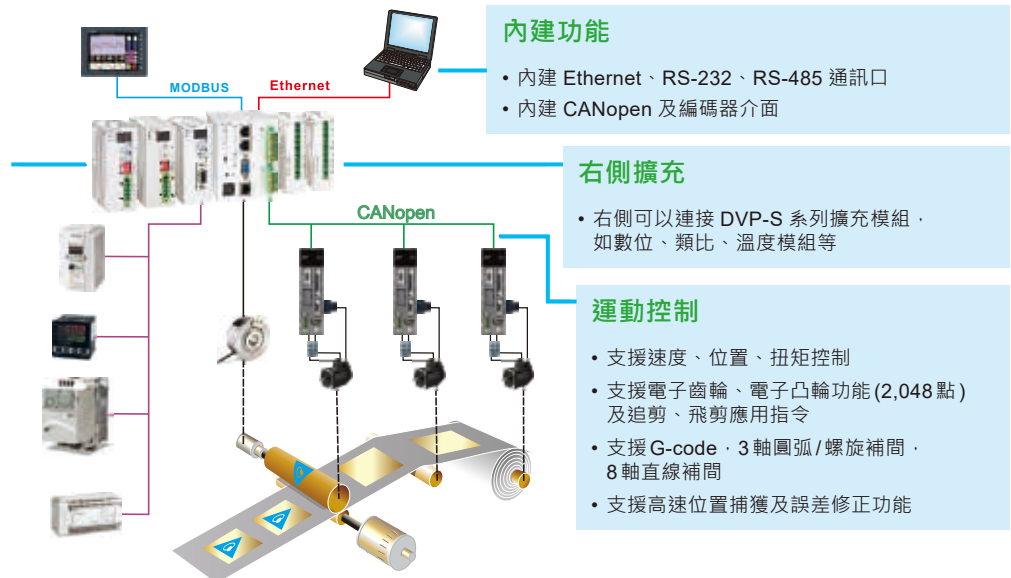 MODBUS
Ethernet
CANopen
內建功能
• 內建 Ethernet、RS-232、RS-485 通訊口
• 內建 CANopen 及編碼器介面
右側擴充
• 右側可以連接 DVP-S 系列擴充模組，
如數位、類比、溫度模組等
運動控制
• 支援速度、位置、扭矩控制
• 支援電子齒輪、電子凸輪功能 (2,048 點)
及追剪、飛剪應用指令
• 支援 G-code，3 軸圓弧 / 螺旋補間，
8 軸直線補間
• 支援高速位置捕獲及誤差修正功能